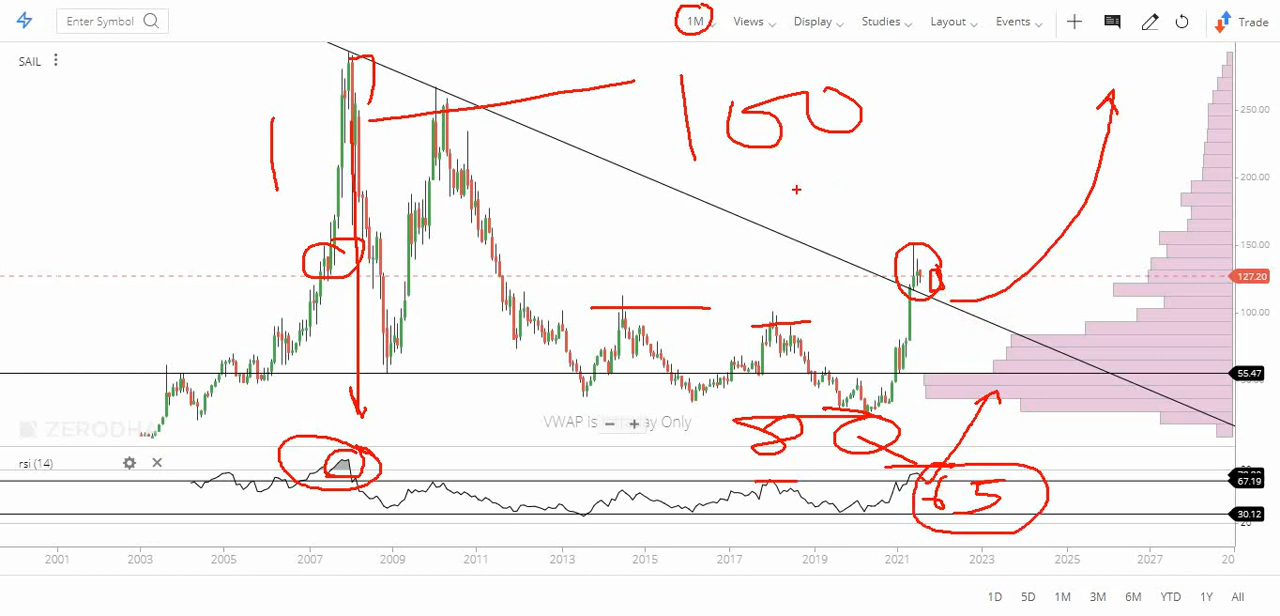 Enter Symbol
1M Views Display Studies Layout Events Trade
SAIL
250.00
200.00
150.00
127.20
100.00
55.47
160
80
65
ZERODHA
VWAP is day Only
rsi (14)
67.19
30.12
20
2001 2003 2005 2007 2009 2011 2013 2015 2017 2019 2021 2023 2025 2027 20
1D 5D 1M 3M 6M YTD 1Y All